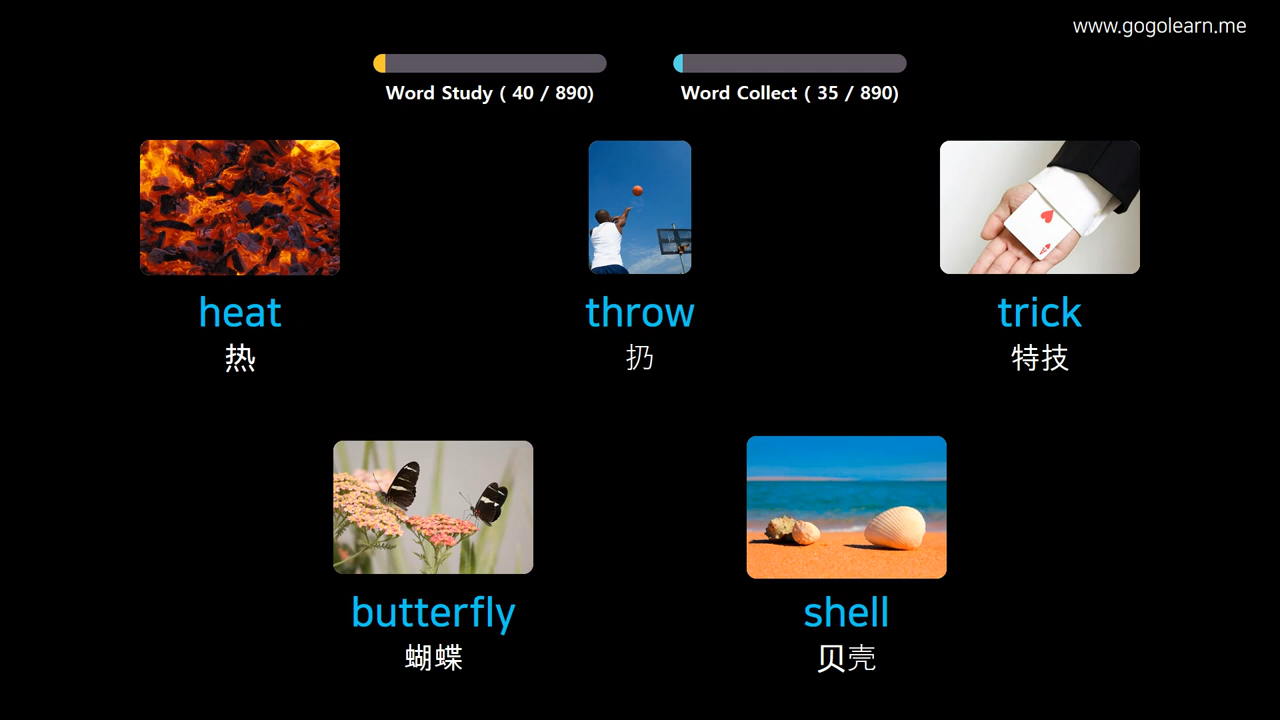 www.gogolearn.me
Word Study ( 40 / 890)
Word Collect ( 35 / 890)
heat
throw
trick
热
扔
特技
butterfly
shell
蝴蝶
贝壳